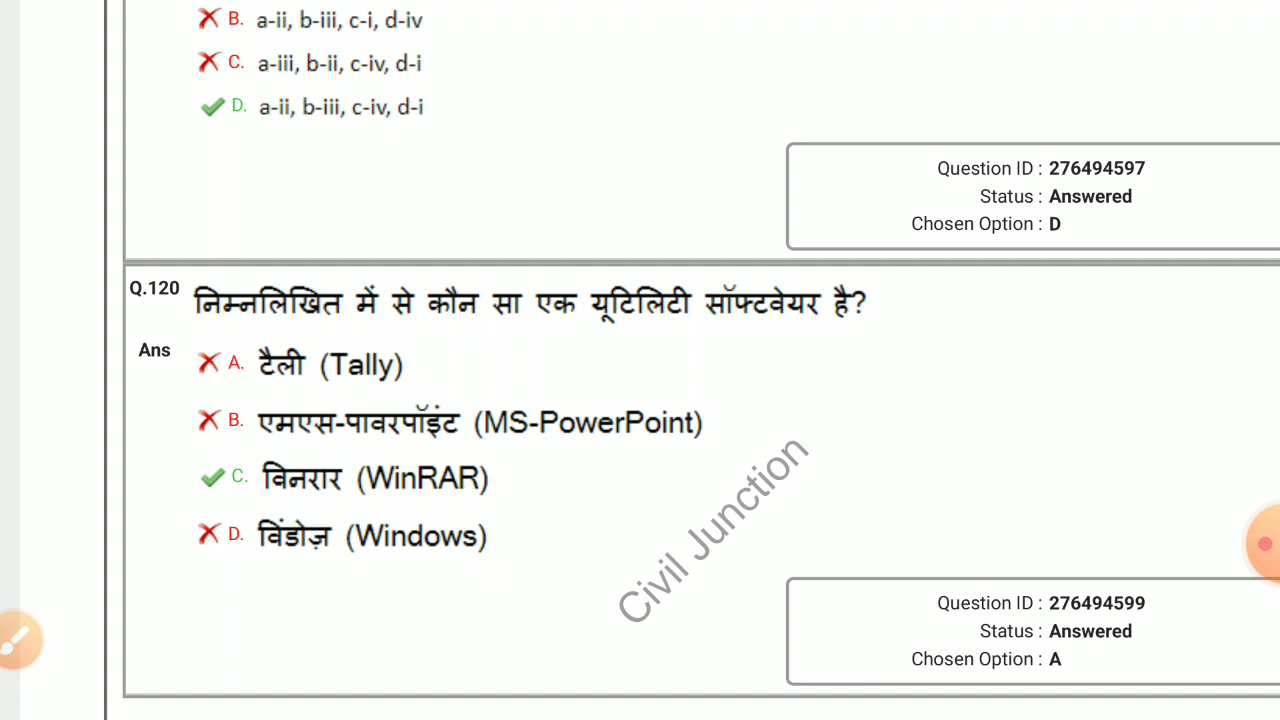 B. a-ii, b-iii, c-i, d-iv
C. a-iii, b-ii, c-iv, d-i
D. a-ii, b-iii, c-iv, d-i
Question ID : 276494597
Status : Answered
Chosen Option : D
Q.120 निम्नलिखित में से कौन सा एक यूटिलिटी सॉफ्टवेयर है?
Ans A. टैली (Tally)
B. एमएस-पावरपॉइंट (MS-PowerPoint)
C. विनरार (WinRAR)
D. विंडोज़ (Windows)
Civil Junction
Question ID : 276494599
Status : Answered
Chosen Option : A